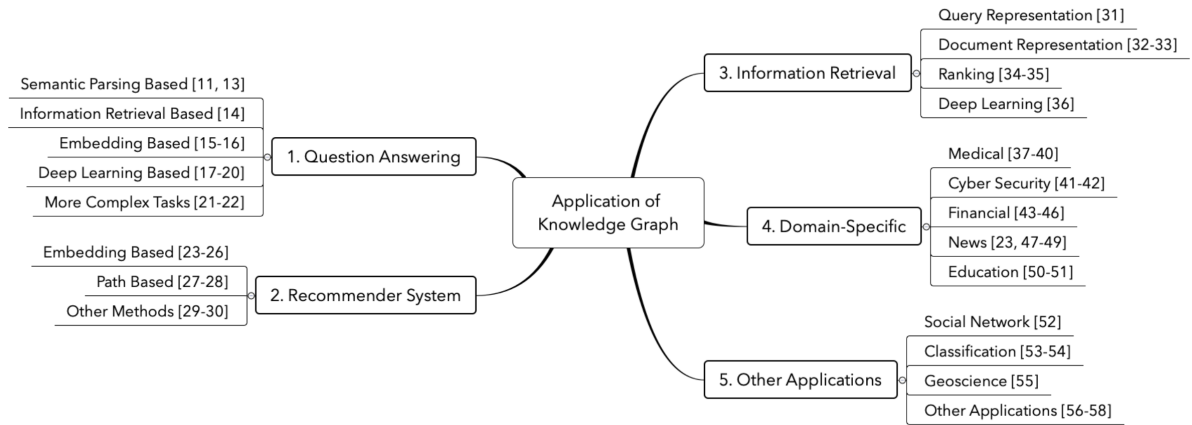 Application of
Knowledge Graph
1. Question Answering
Semantic Parsing Based [11, 13]
Information Retrieval Based [14]
Embedding Based [15-16]
Deep Learning Based [17-20]
More Complex Tasks [21-22]
2. Recommender System
Embedding Based [23-26]
Path Based [27-28]
Other Methods [29-30]
3. Information Retrieval
Query Representation [31]
Document Representation [32-33]
Ranking [34-35]
Deep Learning [36]
4. Domain-Specific
Medical [37-40]
Cyber Security [41-42]
Financial [43-46]
News [23, 47-49]
Education [50-51]
5. Other Applications
Social Network [52]
Classification [53-54]
Geoscience [55]
Other Applications [56-58]